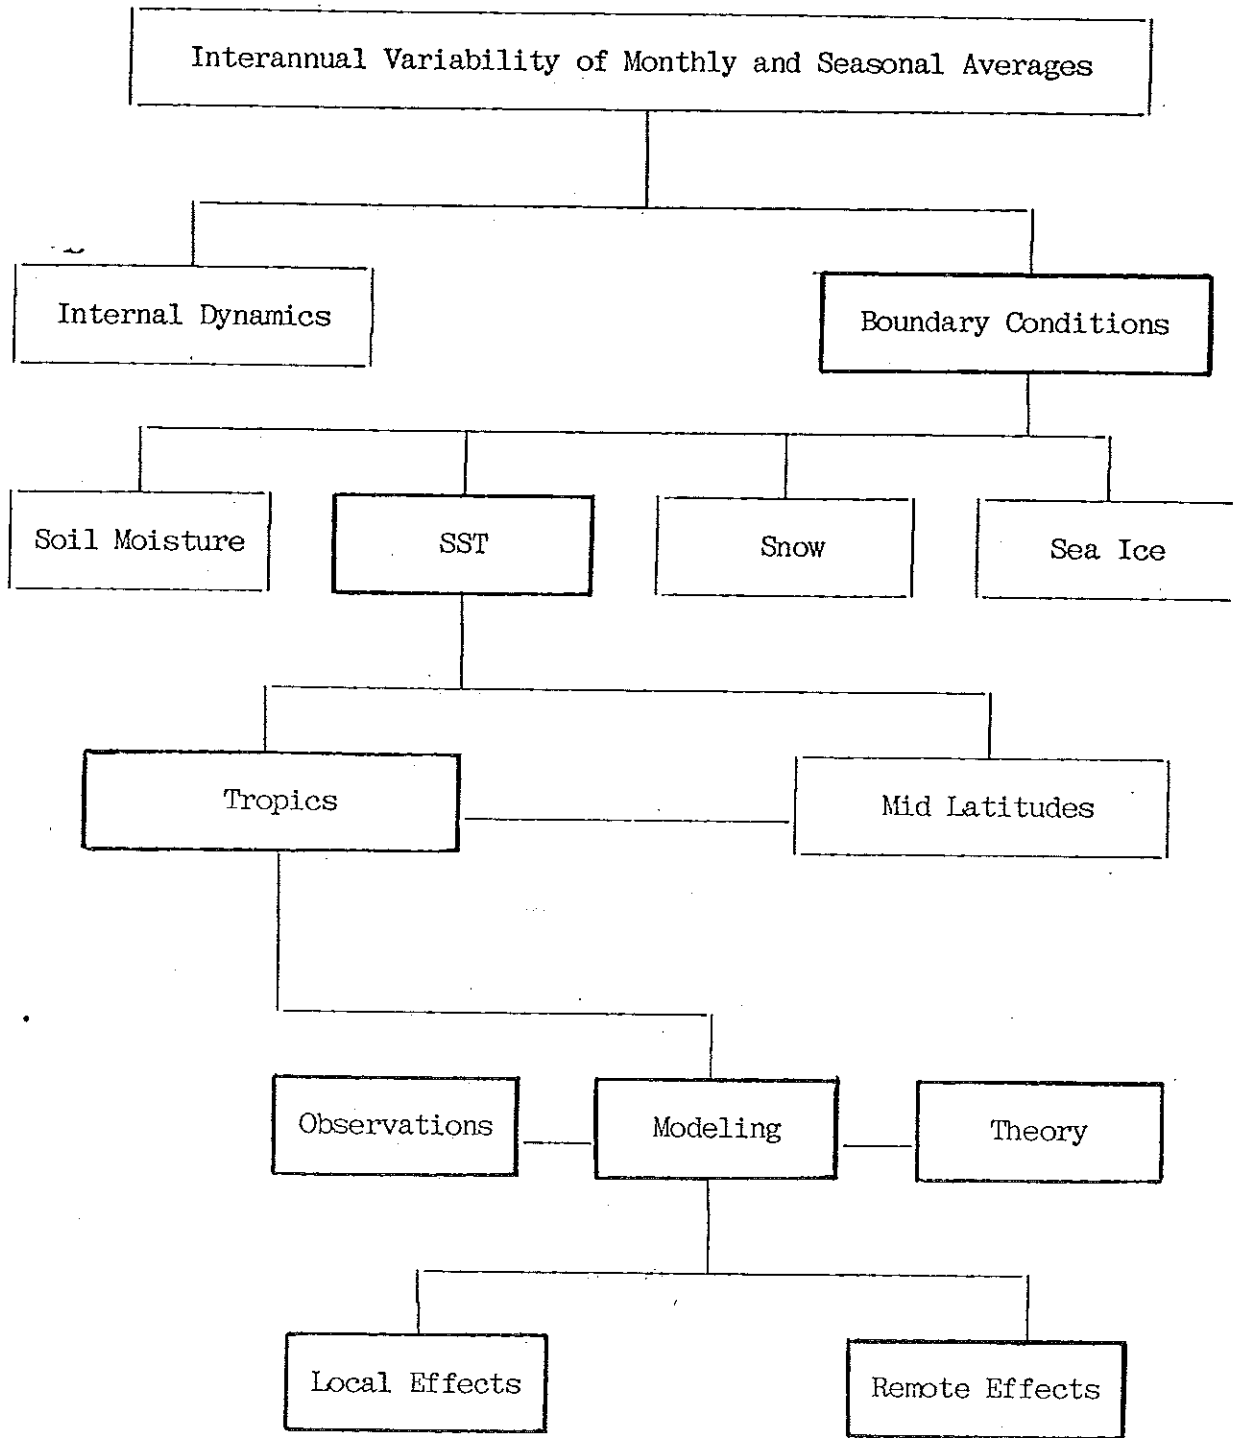 Interannual Variability of Monthly and Seasonal Averages
Internal Dynamics
Boundary Conditions
Soil Moisture
SST
Snow
Sea Ice
Tropics
Mid Latitudes
Observations
Modeling
Theory
Local Effects
Remote Effects